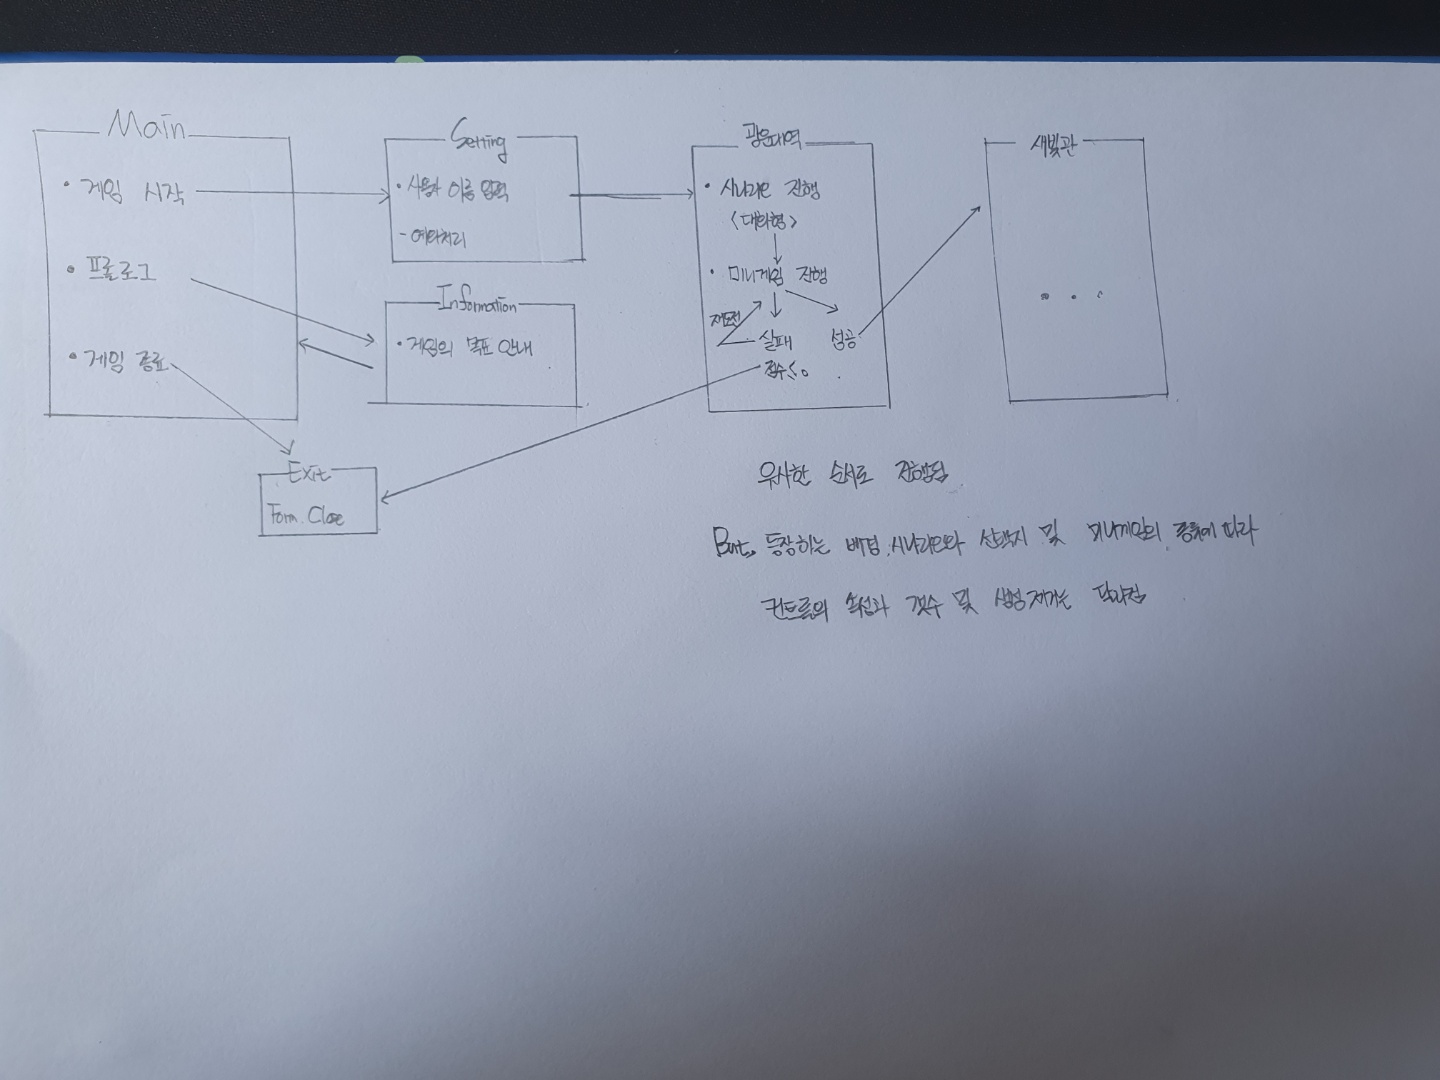 Main
• 게임 시작
• 프롤로그
• 게임 종료
Setting
• 사용자 이름 입력
- 예외처리
Information
• 게임의 목표 안내
Exit
Form.Close
광운대역
• 시나리오 진행
<대화형>
• 미니게임 진행
재도전
실패 성공
점수≤0
새빛관
...
유사한 순서로 진행됨
But, 등장하는 배경, 시나리오와 선택지 및 미니게임의 종류에 따라
컨트롤의 속성과 갯수 및 생성 제거는 달라짐